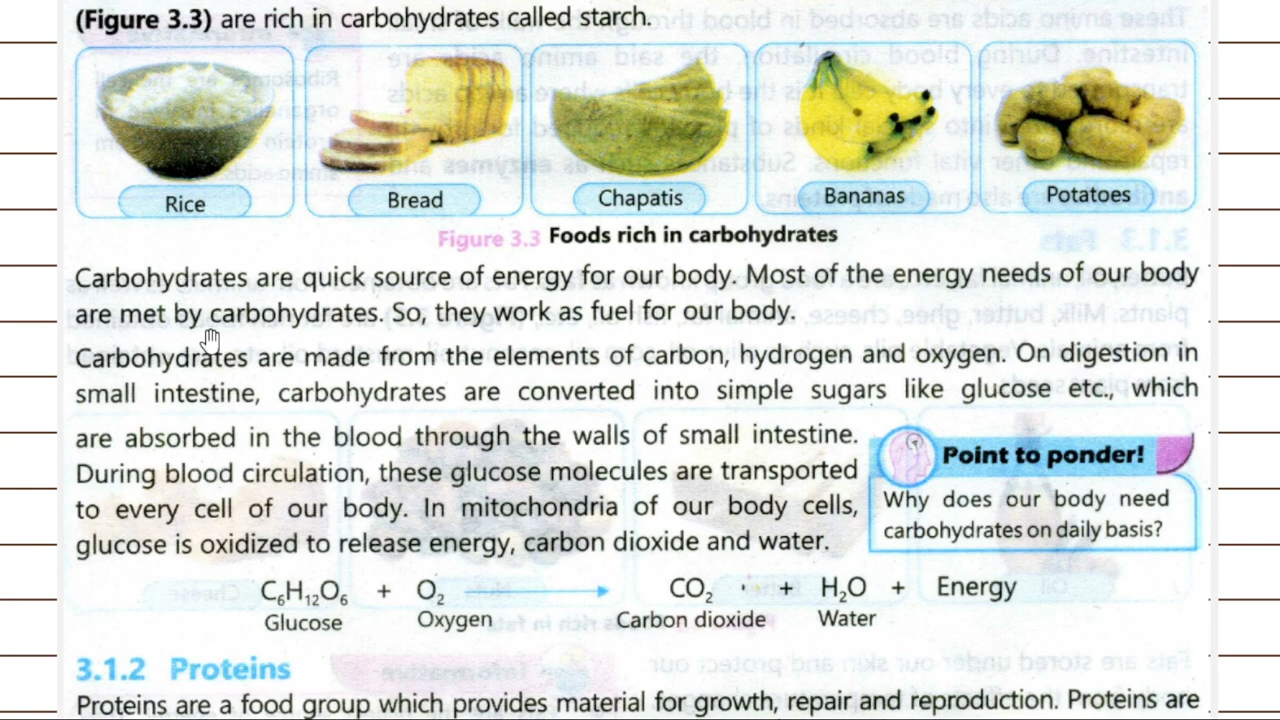 (Figure 3.3) are rich in carbohydrates called starch.
Rice
Bread
Chapatis
Bananas
Potatoes
Figure 3.3 Foods rich in carbohydrates
Carbohydrates are quick source of energy for our body. Most of the energy needs of our body
are met by carbohydrates. So, they work as fuel for our body.
Carbohydrates are made from the elements of carbon, hydrogen and oxygen. On digestion in
small intestine, carbohydrates are converted into simple sugars like glucose etc., which
are absorbed in the blood through the walls of small intestine.
During blood circulation, these glucose molecules are transported
to every cell of our body. In mitochondria of our body cells,
glucose is oxidized to release energy, carbon dioxide and water.
Point to ponder!
Why does our body need
carbohydrates on daily basis?
C₆H₁₂O₆ + O₂ → CO₂ + H₂O + Energy
Glucose Oxygen Carbon dioxide Water
3.1.2 Proteins
Proteins are a food group which provides material for growth, repair and reproduction. Proteins are